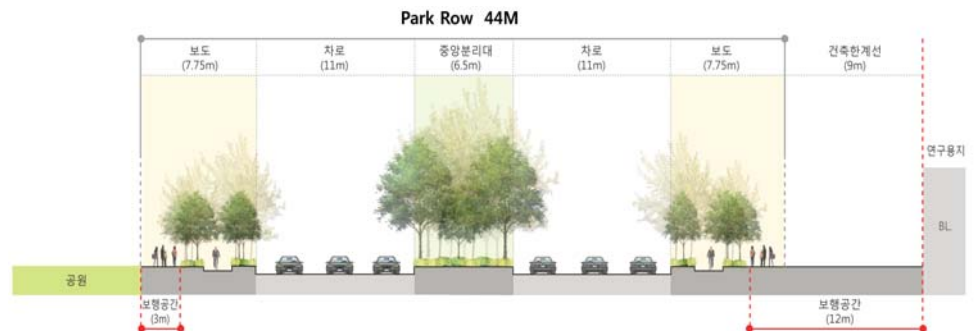 Park Row 44M
보도
(7.75m)
차로
(11m)
중앙분리대
(6.5m)
차로
(11m)
보도
(7.75m)
건축한계선
(9m)
연구용지
BL.
공원
보행공간
(3m)
보행공간
(12m)